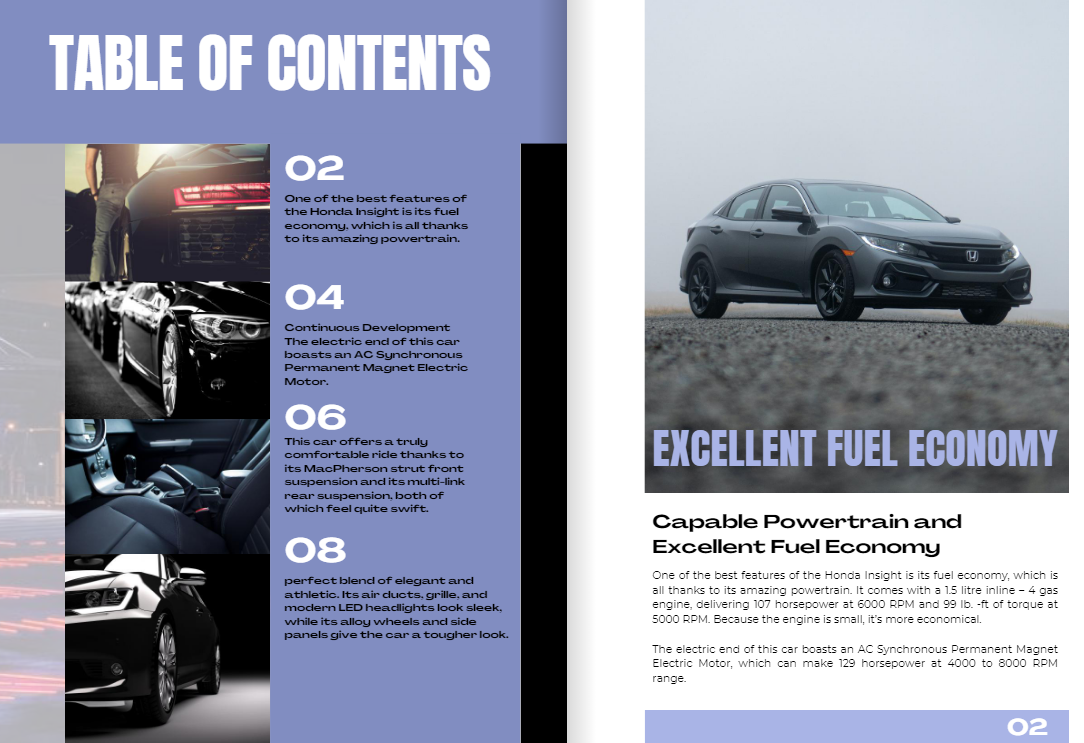 TABLE OF CONTENTS
02
One of the best features of
the Honda Insight is its fuel
economy, which is all thanks
to its amazing powertrain.
04
Continuous Development
The electric end of this car
boasts an AC Synchronous
Permanent Magnet Electric
Motor.
06
This car offers a truly
comfortable ride thanks to
its MacPherson strut front
suspension and its multi-link
rear suspension, both of
which feel quite swift.
08
perfect blend of elegant and
athletic. Its air ducts, grille, and
modern LED headlights look sleek,
while its alloy wheels and side
panels give the car a tougher look.
EXCELLENT FUEL ECONOMY
Capable Powertrain and
Excellent Fuel Economy
One of the best features of the Honda Insight is its fuel economy, which is
all thanks to its amazing powertrain. It comes with a 1.5 litre inline – 4 gas
engine, delivering 107 horsepower at 6000 RPM and 99 lb. -ft of torque at
5000 RPM. Because the engine is small, it's more economical.
The electric end of this car boasts an AC Synchronous Permanent Magnet
Electric Motor, which can make 129 horsepower at 4000 to 8000 RPM
range.
02